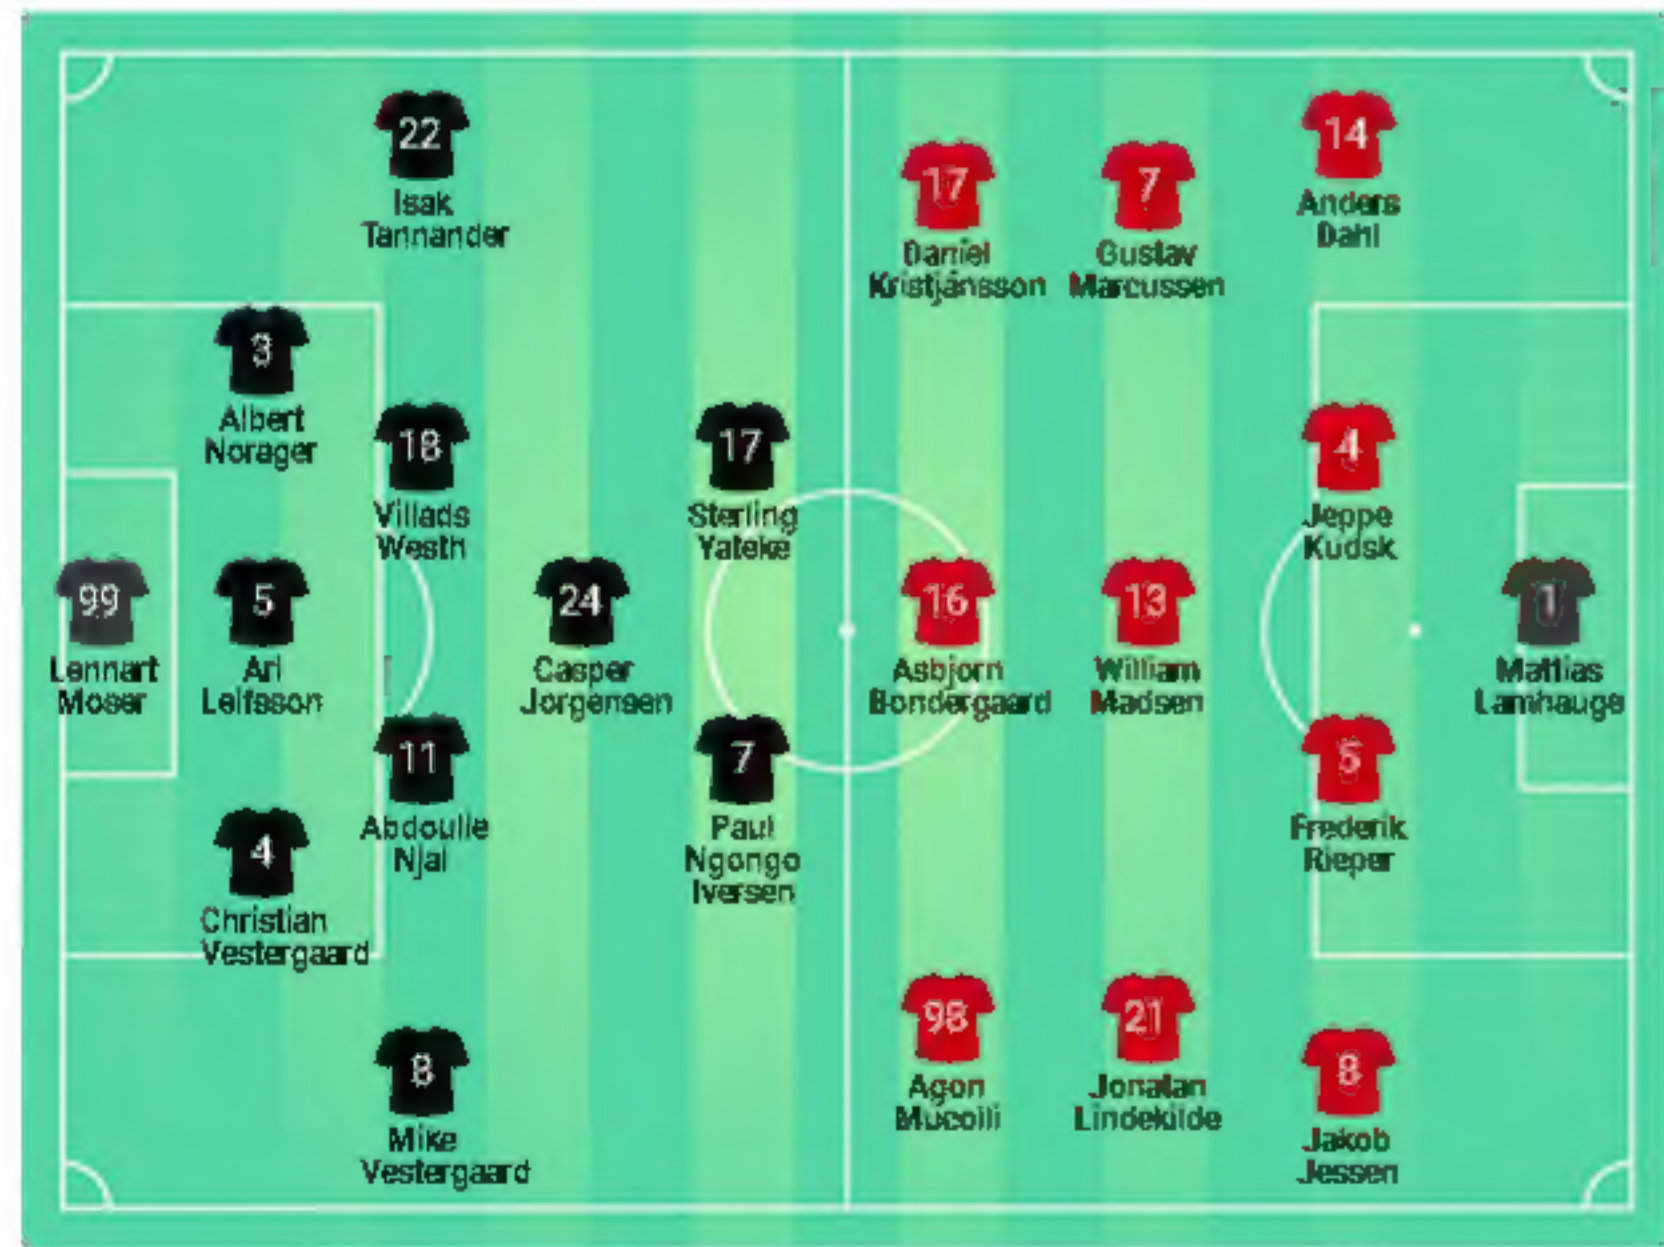 22
Isak
Tannander
3
Albert
Norager
18
Villads
Westh
17
Sterling
Yateke
99
Lennart
Moser
5
Ari
Leifsson
24
Casper
Jorgensen
11
Abdoulie
Njai
7
Paul
Ngongo
Iversen
4
Christian
Vestergaard
8
Mike
Vestergaard
17
Daniel
Kristjánsson
7
Gustav
Marcussen
14
Anders
Dahl
4
Jeppe
Kudsk
16
Asbjorn
Bondergaard
13
William
Madsen
1
Mattias
Lamhauge
5
Frederik
Rieper
98
Agon
Mucolli
21
Jonatan
Lindekilde
8
Jakob
Jessen